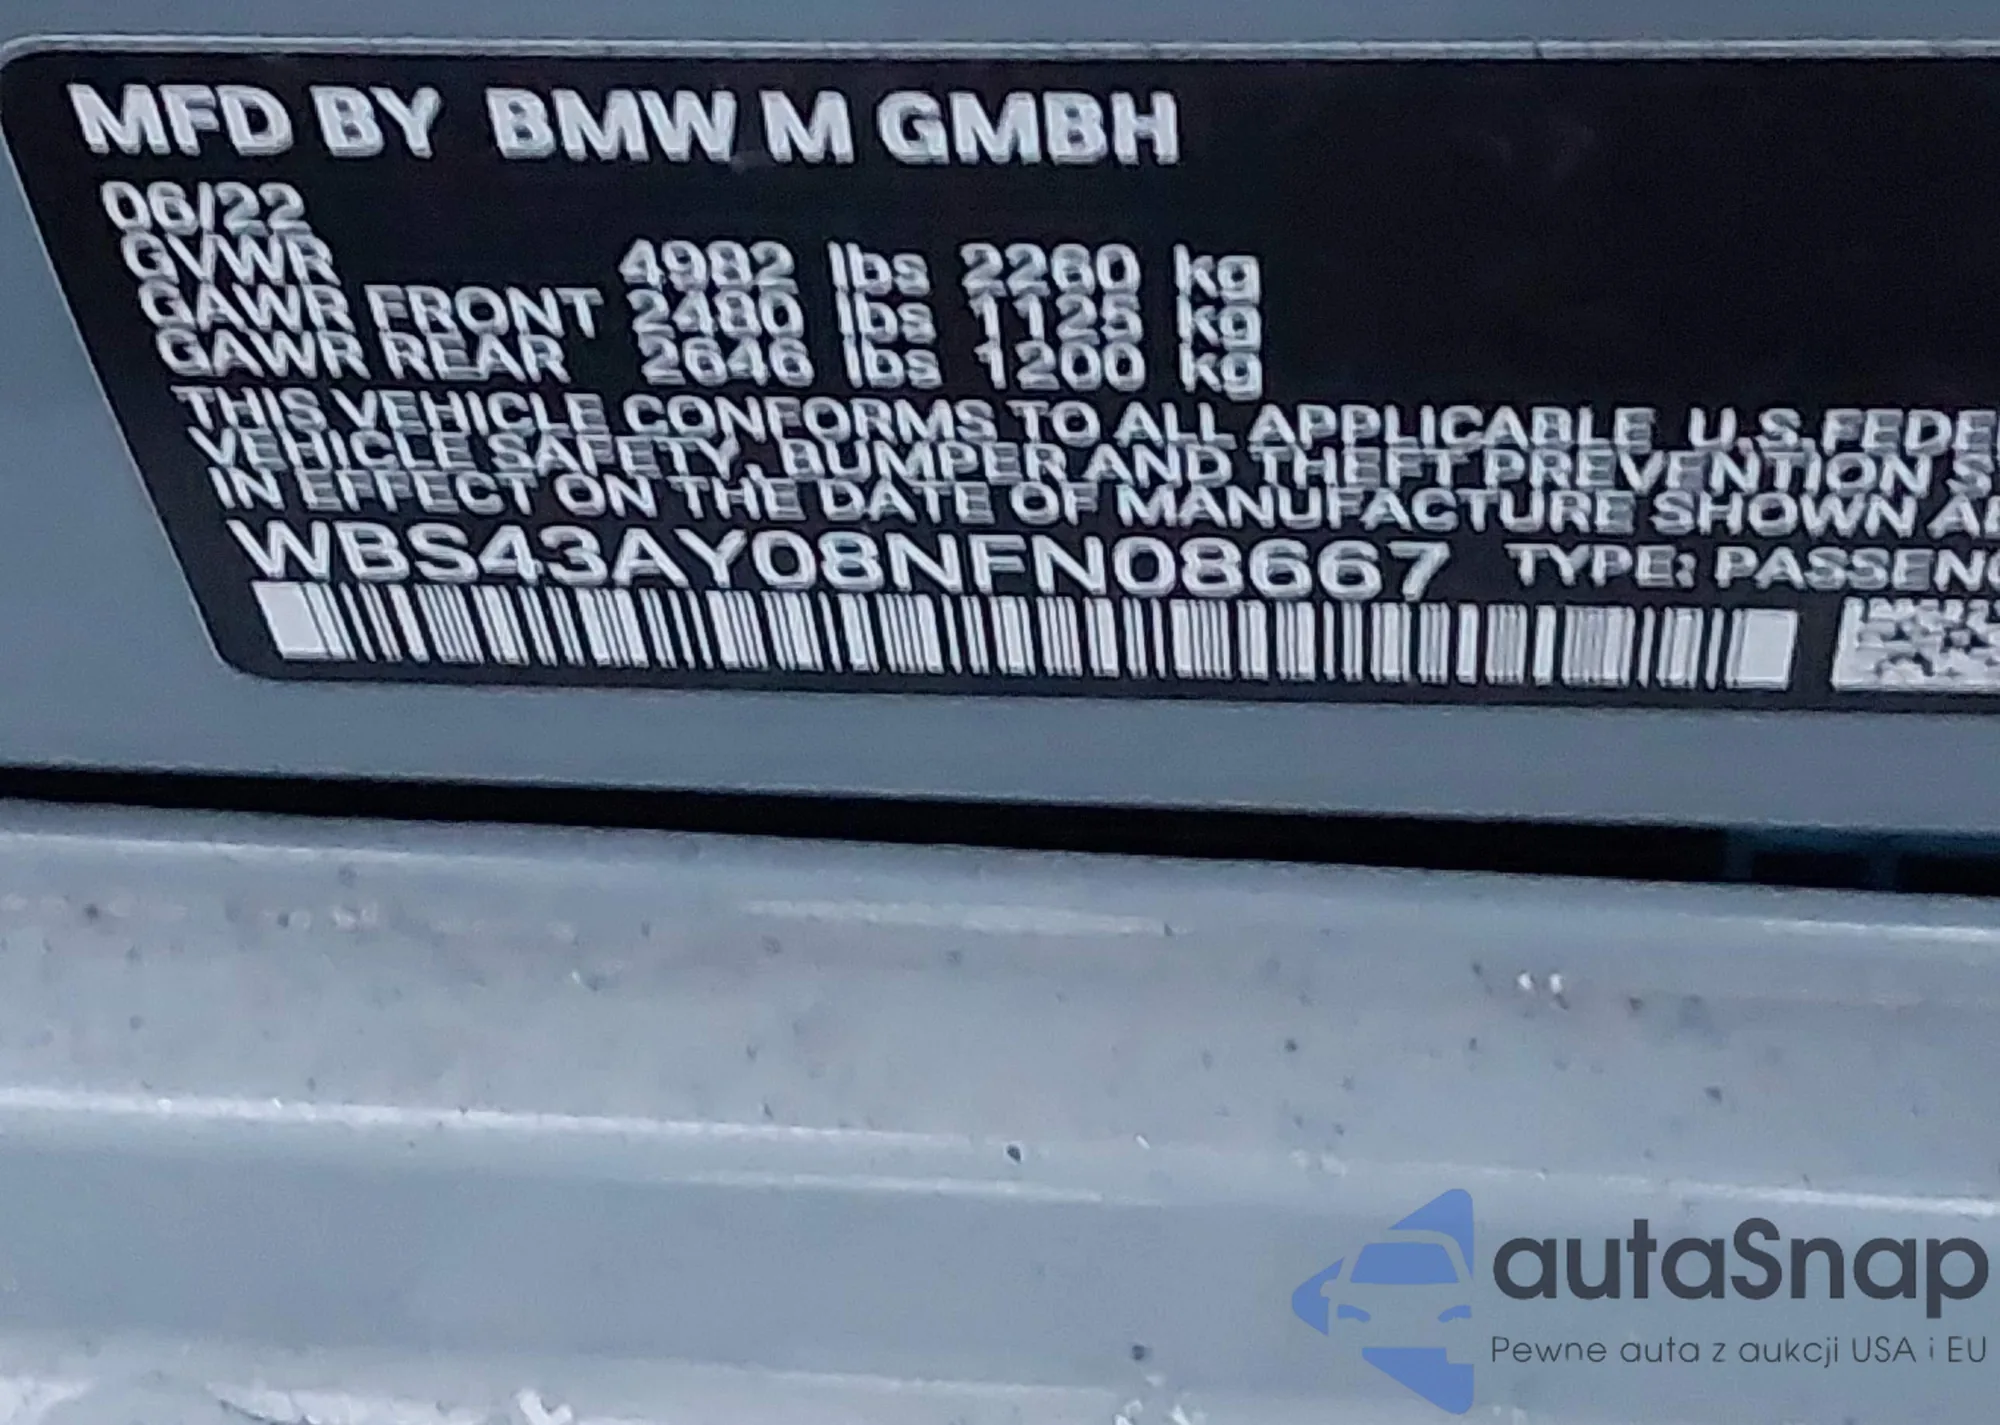 MFD BY BMW M GMBH
06/22
GVWR 4982 lbs 2260 kg
GAWR FRONT 2480 lbs 1125 kg
GAWR REAR 2646 lbs 1200 kg
THIS VEHICLE CONFORMS TO ALL APPLICABLE U.S.FEDE
VEHICLE SAFETY, BUMPER AND THEFT PREVENTION S
IN EFFECT ON THE DATE OF MANUFACTURE SHOWN A
WBS43AY08NFN08667 TYPE: PASSENG
autaSnap
Pewne auta z aukcji USA i EU